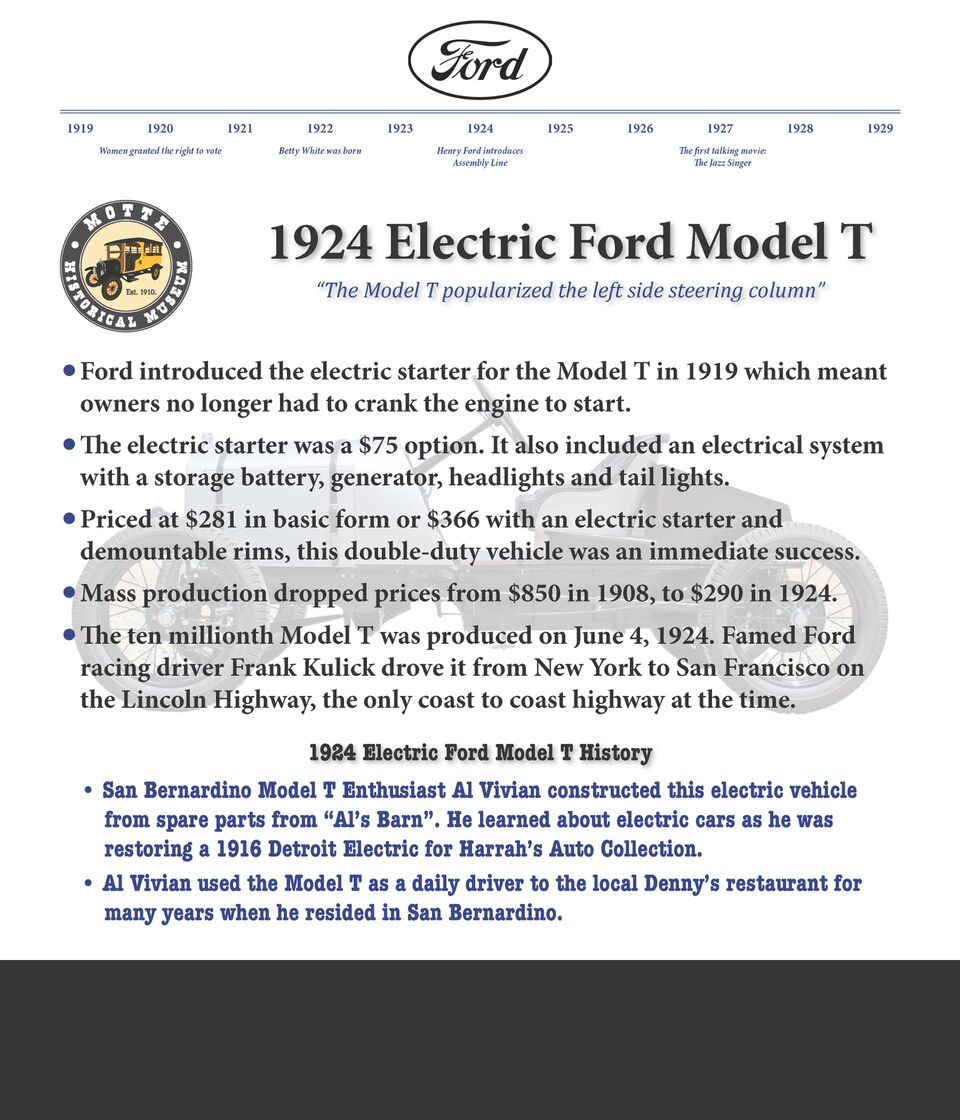 Ford
1919 1920 1921 1922 1923 1924 1925 1926 1927 1928 1929
Women granted the right to vote Betty White was born Henry Ford introduces The first talking movie:
Assembly Line The Jazz Singer
MOTTE
Est. 1910.
HISTORICAL MUSEUM
1924 Electric Ford Model T
“The Model T popularized the left side steering column”
● Ford introduced the electric starter for the Model T in 1919 which meant
owners no longer had to crank the engine to start.
● The electric starter was a $75 option. It also included an electrical system
with a storage battery, generator, headlights and tail lights.
● Priced at $281 in basic form or $366 with an electric starter and
demountable rims, this double-duty vehicle was an immediate success.
● Mass production dropped prices from $850 in 1908, to $290 in 1924.
● The ten millionth Model T was produced on June 4, 1924. Famed Ford
racing driver Frank Kulick drove it from New York to San Francisco on
the Lincoln Highway, the only coast to coast highway at the time.
1924 Electric Ford Model T History
• San Bernardino Model T Enthusiast Al Vivian constructed this electric vehicle
from spare parts from “Al’s Barn”. He learned about electric cars as he was
restoring a 1916 Detroit Electric for Harrah’s Auto Collection.
• Al Vivian used the Model T as a daily driver to the local Denny’s restaurant for
many years when he resided in San Bernardino.